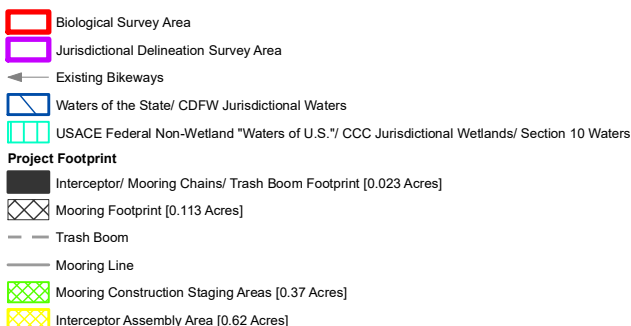 Biological Survey Area
Jurisdictional Delineation Survey Area
Existing Bikeways
Waters of the State/ CDFW Jurisdictional Waters
USACE Federal Non-Wetland "Waters of U.S."/ CCC Jurisdictional Wetlands/ Section 10 Waters
Project Footprint
Interceptor/ Mooring Chains/ Trash Boom Footprint [0.023 Acres]
Mooring Footprint [0.113 Acres]
Trash Boom
Mooring Line
Mooring Construction Staging Areas [0.37 Acres]
Interceptor Assembly Area [0.62 Acres]